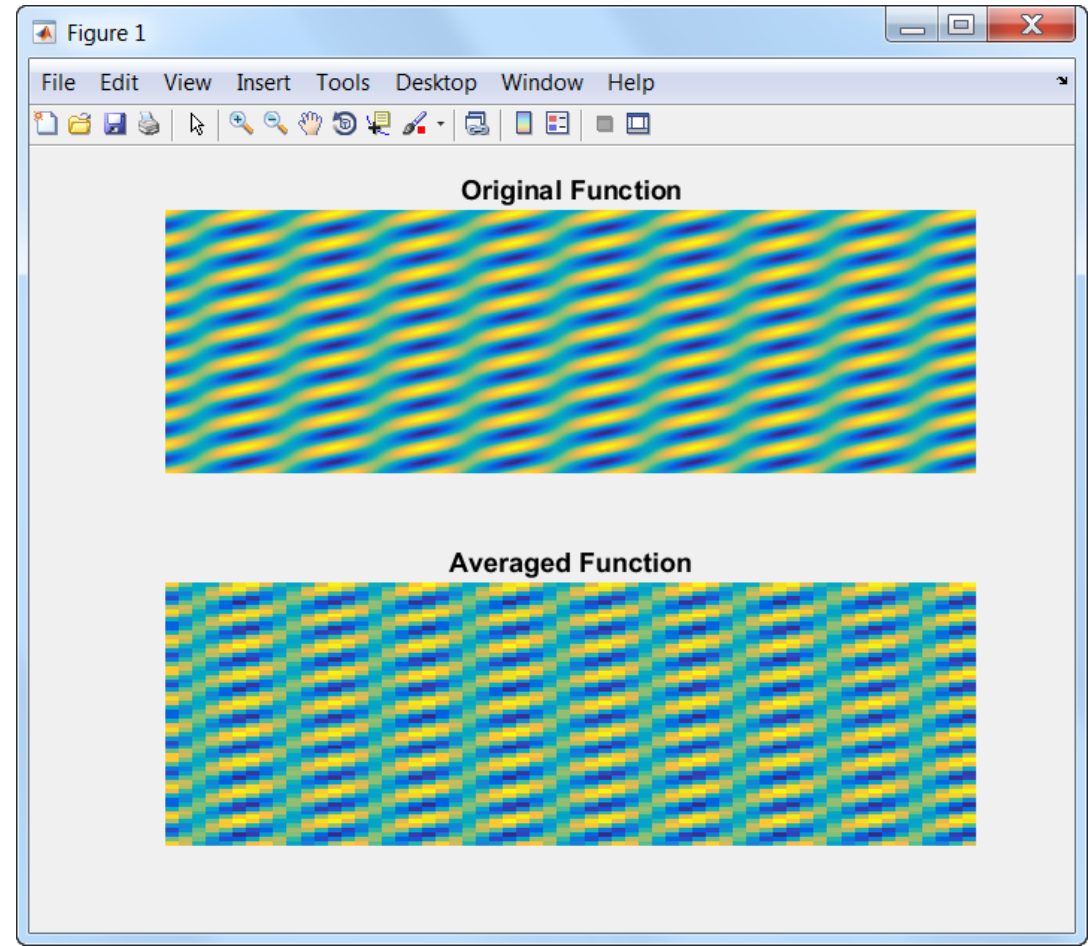 Figure 1
File Edit View Insert Tools Desktop Window Help
Original Function
Averaged Function